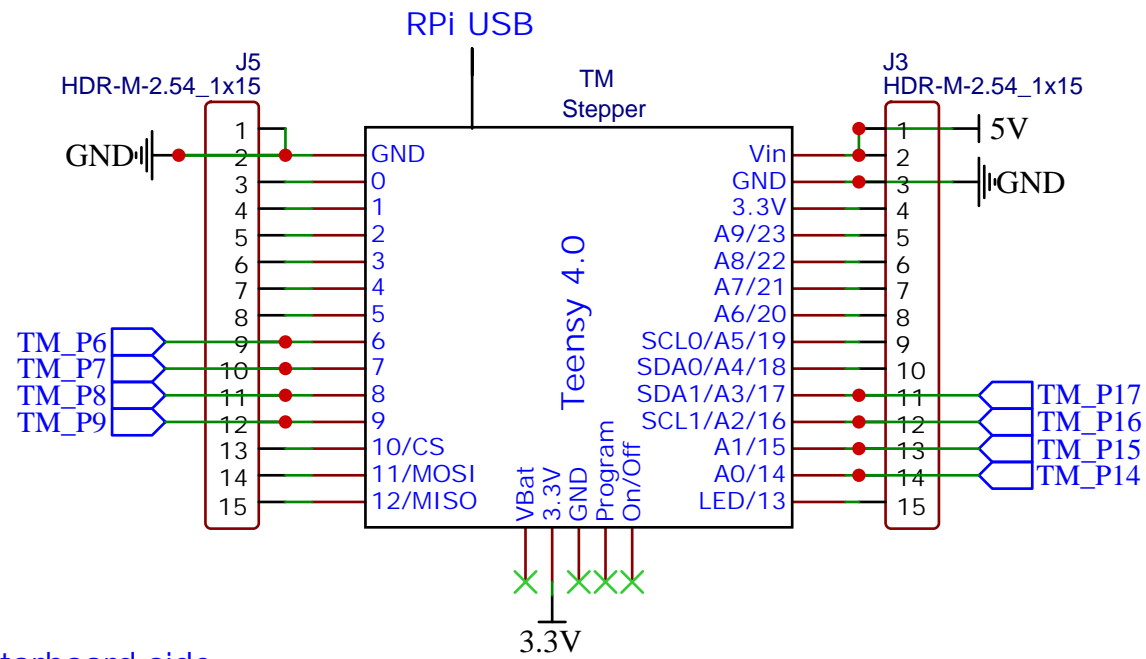 RPi USB
J5
HDR-M-2.54_1x15
TM
Stepper
J3
HDR-M-2.54_1x15
GND
1
2
3
4
5
6
7
8
9
10
11
12
13
14
15
TM_P6
TM_P7
TM_P8
TM_P9
GND
0
1
2
3
4
5
6
7
8
9
10/CS
11/MOSI
12/MISO
Teensy 4.0
VBat
3.3V
GND
Program
On/Off
Vin
GND
3.3V
A9/23
A8/22
A7/21
A6/20
SCL0/A5/19
SDA0/A4/18
SDA1/A3/17
SCL1/A2/16
A1/15
A0/14
LED/13
1
2
3
4
5
6
7
8
9
10
11
12
13
14
15
5V
GND
TM_P17
TM_P16
TM_P15
TM_P14
3.3V